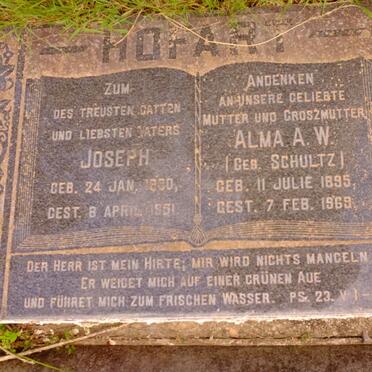 HOFART
ZUM
DES TREUSTEN GATTEN
UND LIEBSTEN VATERS
JOSEPH
GEB. 24 JAN.
GEST. 8 APRIL 1951
ANDENKEN
AN UNSERE GELIEBTE
MUTTER UND GROSZMUTTER
ALMA A. W.
(GEB. SCHULTZ)
GEB. 11 JULIE 1895,
GEST. 7 FEB. 1969.
DER HERR IST MEIN HIRTE; MIR WIRD NICHTS MANGELN
ER WEIDET MICH AUF EINER GRÜNEN AUE
UND FÜHRET MICH ZUM FRISCHEN WASSER. PS. 23. V